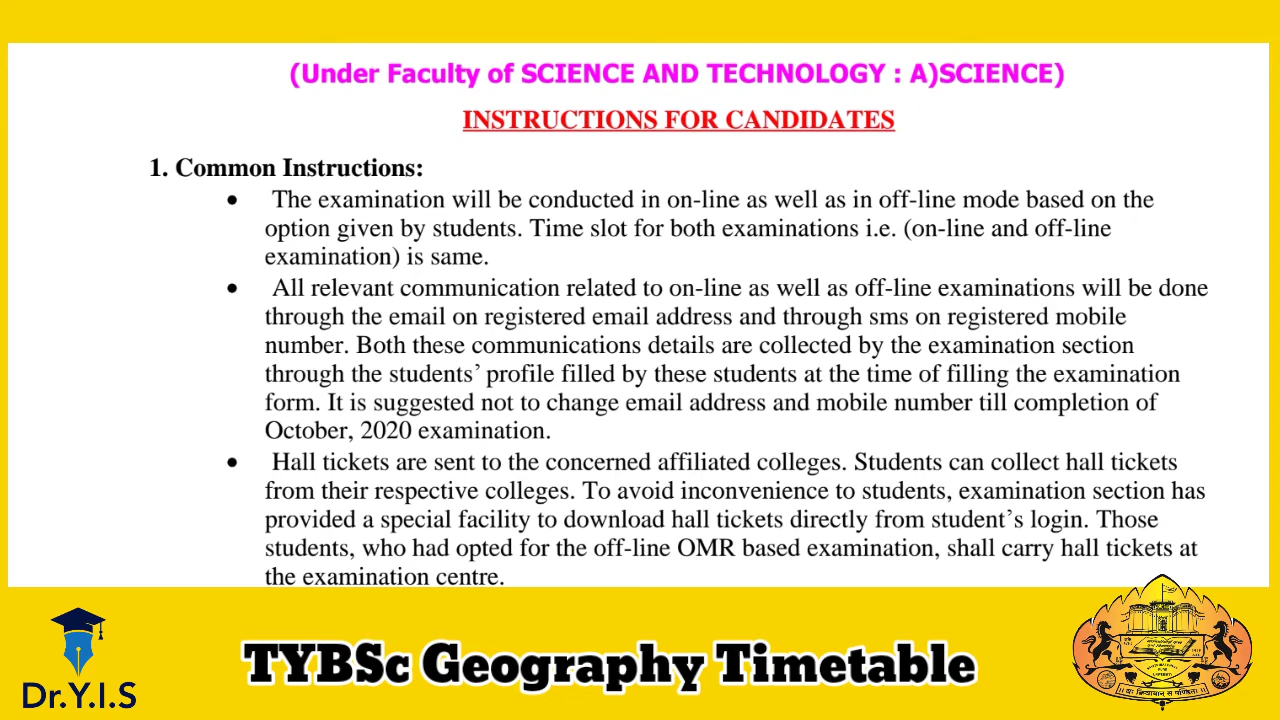 (Under Faculty of SCIENCE AND TECHNOLOGY : A)SCIENCE)
INSTRUCTIONS FOR CANDIDATES
1. Common Instructions:
• The examination will be conducted in on-line as well as in off-line mode based on the
option given by students. Time slot for both examinations i.e. (on-line and off-line
examination) is same.
• All relevant communication related to on-line as well as off-line examinations will be done
through the email on registered email address and through sms on registered mobile
number. Both these communications details are collected by the examination section
through the students’ profile filled by these students at the time of filling the examination
form. It is suggested not to change email address and mobile number till completion of
October, 2020 examination.
• Hall tickets are sent to the concerned affiliated colleges. Students can collect hall tickets
from their respective colleges. To avoid inconvenience to students, examination section has
provided a special facility to download hall tickets directly from student’s login. Those
students, who had opted for the off-line OMR based examination, shall carry hall tickets at
the examination centre.
Dr.Y.I.S
TYBSc Geography Timetable